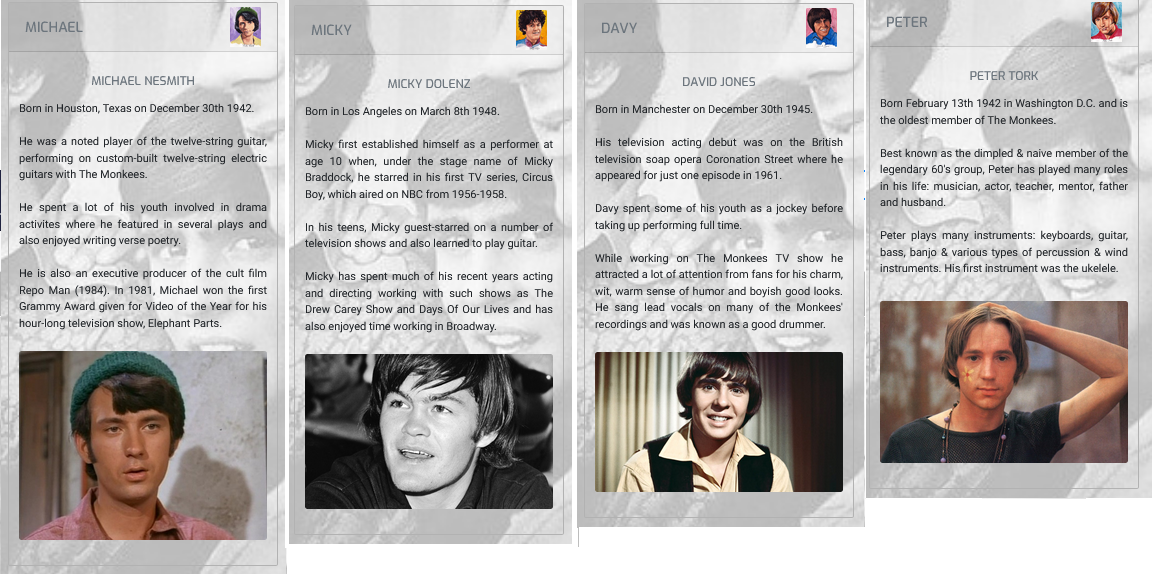 MICHAEL
MICHAEL NESMITH
Born in Houston, Texas on December 30th 1942.
He was a noted player of the twelve-string guitar,
performing on custom-built twelve-string electric
guitars with The Monkees.
He spent a lot of his youth involved in drama
activites where he featured in several plays and
also enjoyed writing verse poetry.
He is also an executive producer of the cult film
Repo Man (1984). In 1981, Michael won the first
Grammy Award given for Video of the Year for his
hour-long television show, Elephant Parts.
MICKY
MICKY DOLENZ
Born in Los Angeles on March 8th 1948.
Micky first established himself as a performer at
age 10 when, under the stage name of Micky
Braddock, he starred in his first TV series, Circus
Boy, which aired on NBC from 1956-1958.
In his teens, Micky guest-starred on a number of
television shows and also learned to play guitar.
Micky has spent much of his recent years acting
and directing working with such shows as The
Drew Carey Show and Days Of Our Lives and has
also enjoyed time working in Broadway.
DAVY
DAVID JONES
Born in Manchester on December 30th 1945.
His television acting debut was on the British
television soap opera Coronation Street where he
appeared for just one episode in 1961.
Davy spent some of his youth as a jockey before
taking up performing full time.
While working on The Monkees TV show he
attracted a lot of attention from fans for his charm,
wit, warm sense of humor and boyish good looks.
He sang lead vocals on many of the Monkees'
recordings and was known as a good drummer.
PETER
PETER TORK
Born February 13th 1942 in Washington D.C. and is
the oldest member of The Monkees.
Best known as the dimpled & naive member of the
legendary 60's group, Peter has played many roles
in his life: musician, actor, teacher, mentor, father
and husband.
Peter plays many instruments: keyboards, guitar,
bass, banjo & various types of percussion & wind
instruments. His first instrument was the ukelele.